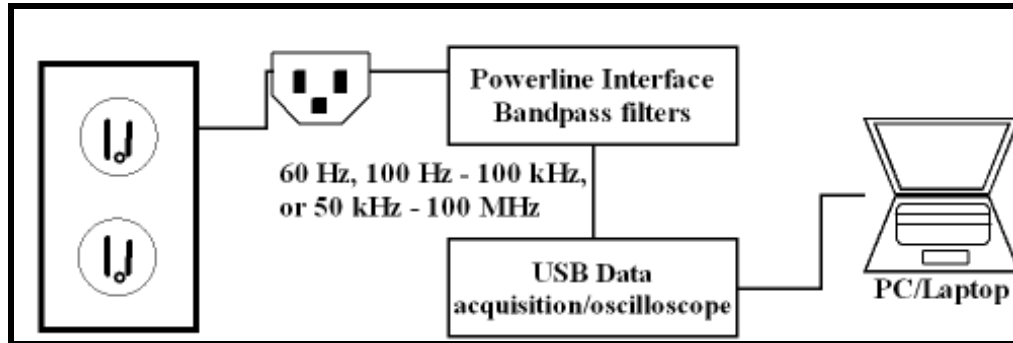 Powerline Interface
Bandpass filters
60 Hz, 100 Hz - 100 kHz,
or 50 kHz - 100 MHz
USB Data
acquisition/oscilloscope
PC/Laptop